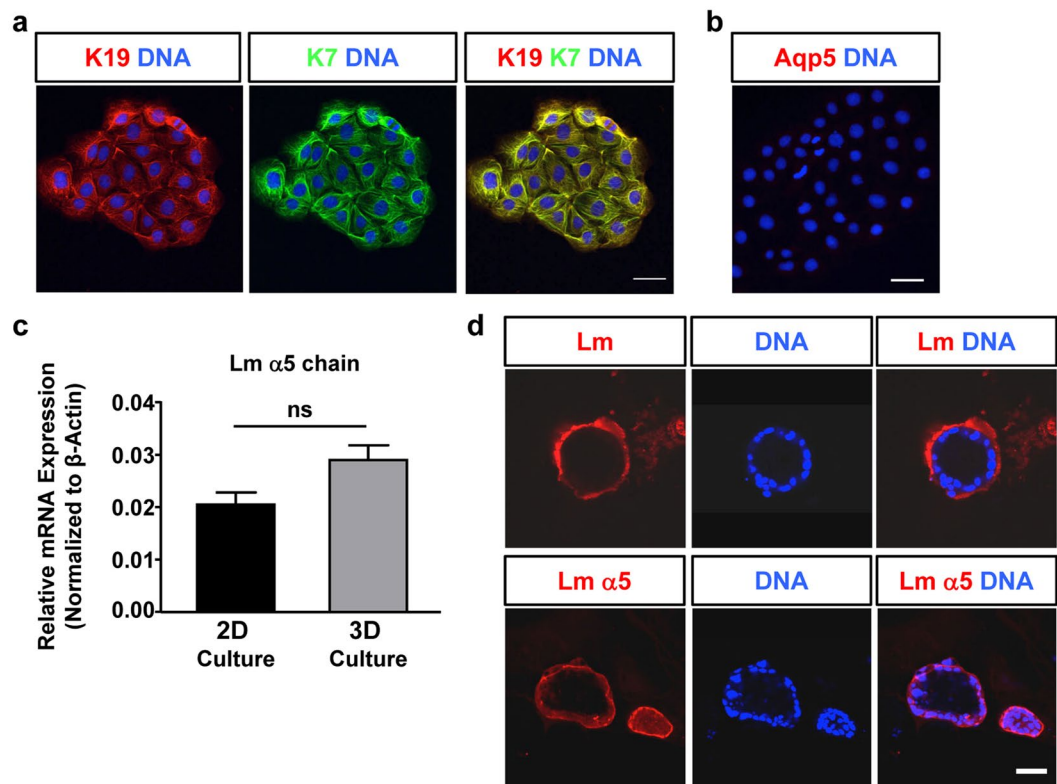 a
K19 DNA
K7 DNA
K19 K7 DNA
b
Aqp5 DNA
c
Lm α5 chain
Relative mRNA Expression
(Normalized to β-Actin)
0.04
0.03
0.02
0.01
0.00
ns
2D
Culture
3D
Culture
d
Lm
DNA
Lm DNA
Lm α5
DNA
Lm α5 DNA